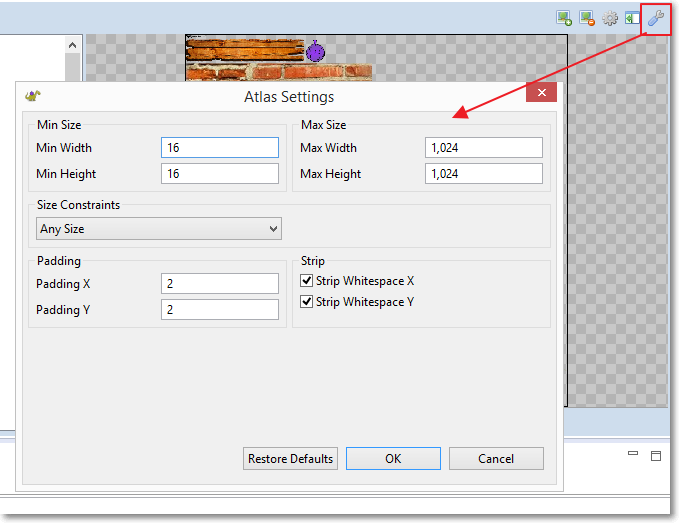 Atlas Settings
Min Size
Min Width 16
Min Height 16
Max Size
Max Width 1,024
Max Height 1,024
Size Constraints
Any Size
Padding
Padding X 2
Padding Y 2
Strip
Strip Whitespace X
Strip Whitespace Y
Restore Defaults OK Cancel